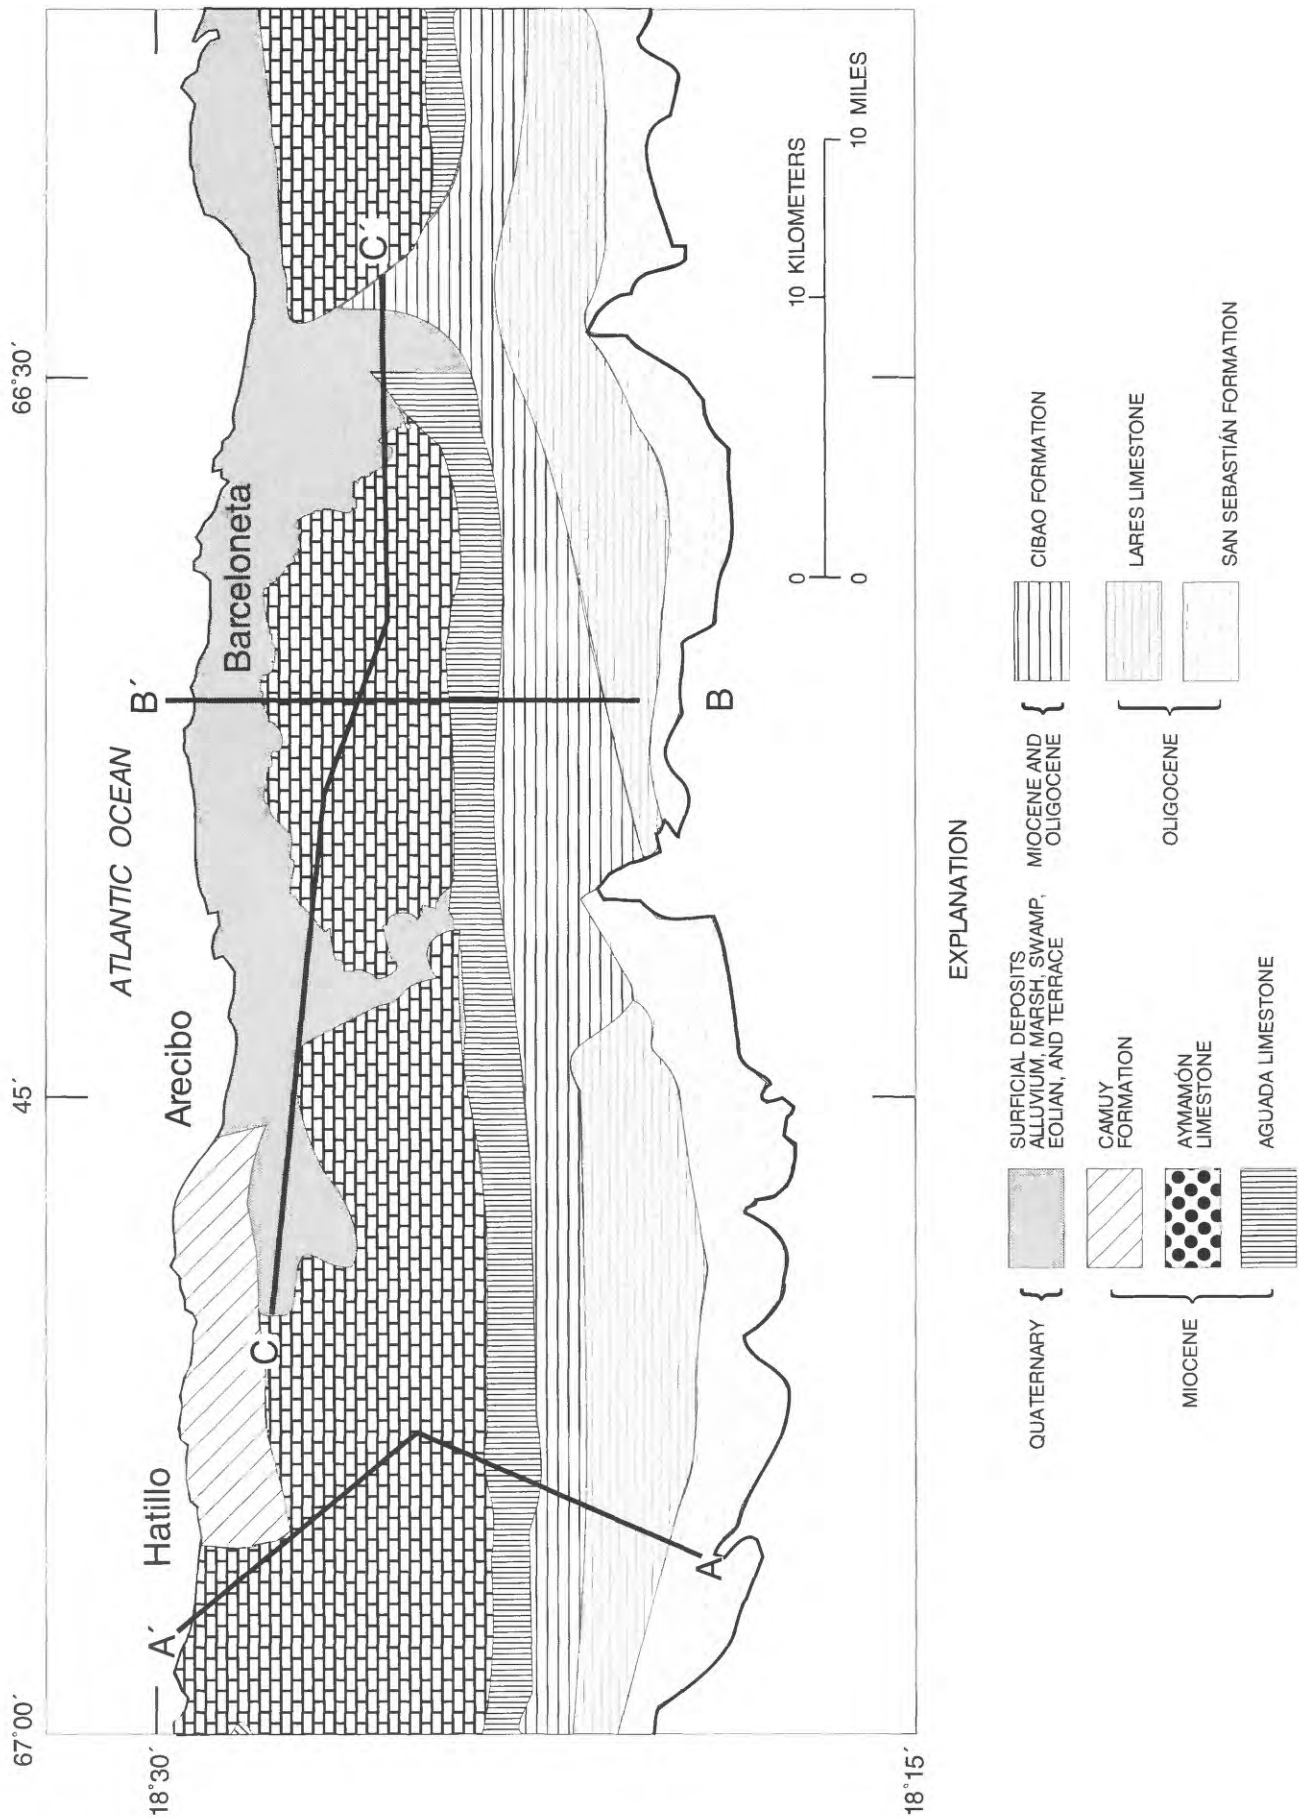 67°00´
45´
66°30´
18°30´
18°15´
ATLANTIC OCEAN
Hatillo
Arecibo
Barceloneta
A´
A
B´
B
C
C´
0
10 KILOMETERS
0
10 MILES
EXPLANATION
QUATERNARY
SURFICIAL DEPOSITS
ALLUVIUM, MARSH, SWAMP,
EOLIAN, AND TERRACE
MIOCENE
CAMUY
FORMATION
AYMAMÓN
LIMESTONE
AGUADA LIMESTONE
MIOCENE AND
OLIGOCENE
CIBAO FORMATION
OLIGOCENE
LARES LIMESTONE
SAN SEBASTIÁN FORMATION